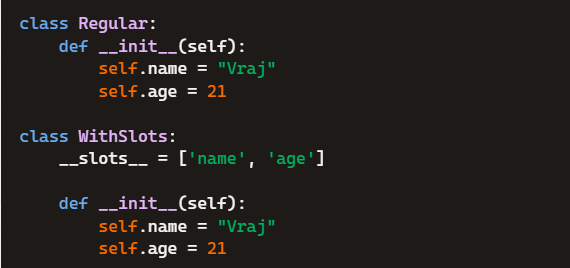 class Regular:
    def __init__(self):
        self.name = "Vraj"
        self.age = 21

class WithSlots:
    __slots__ = ['name', 'age']

    def __init__(self):
        self.name = "Vraj"
        self.age = 21